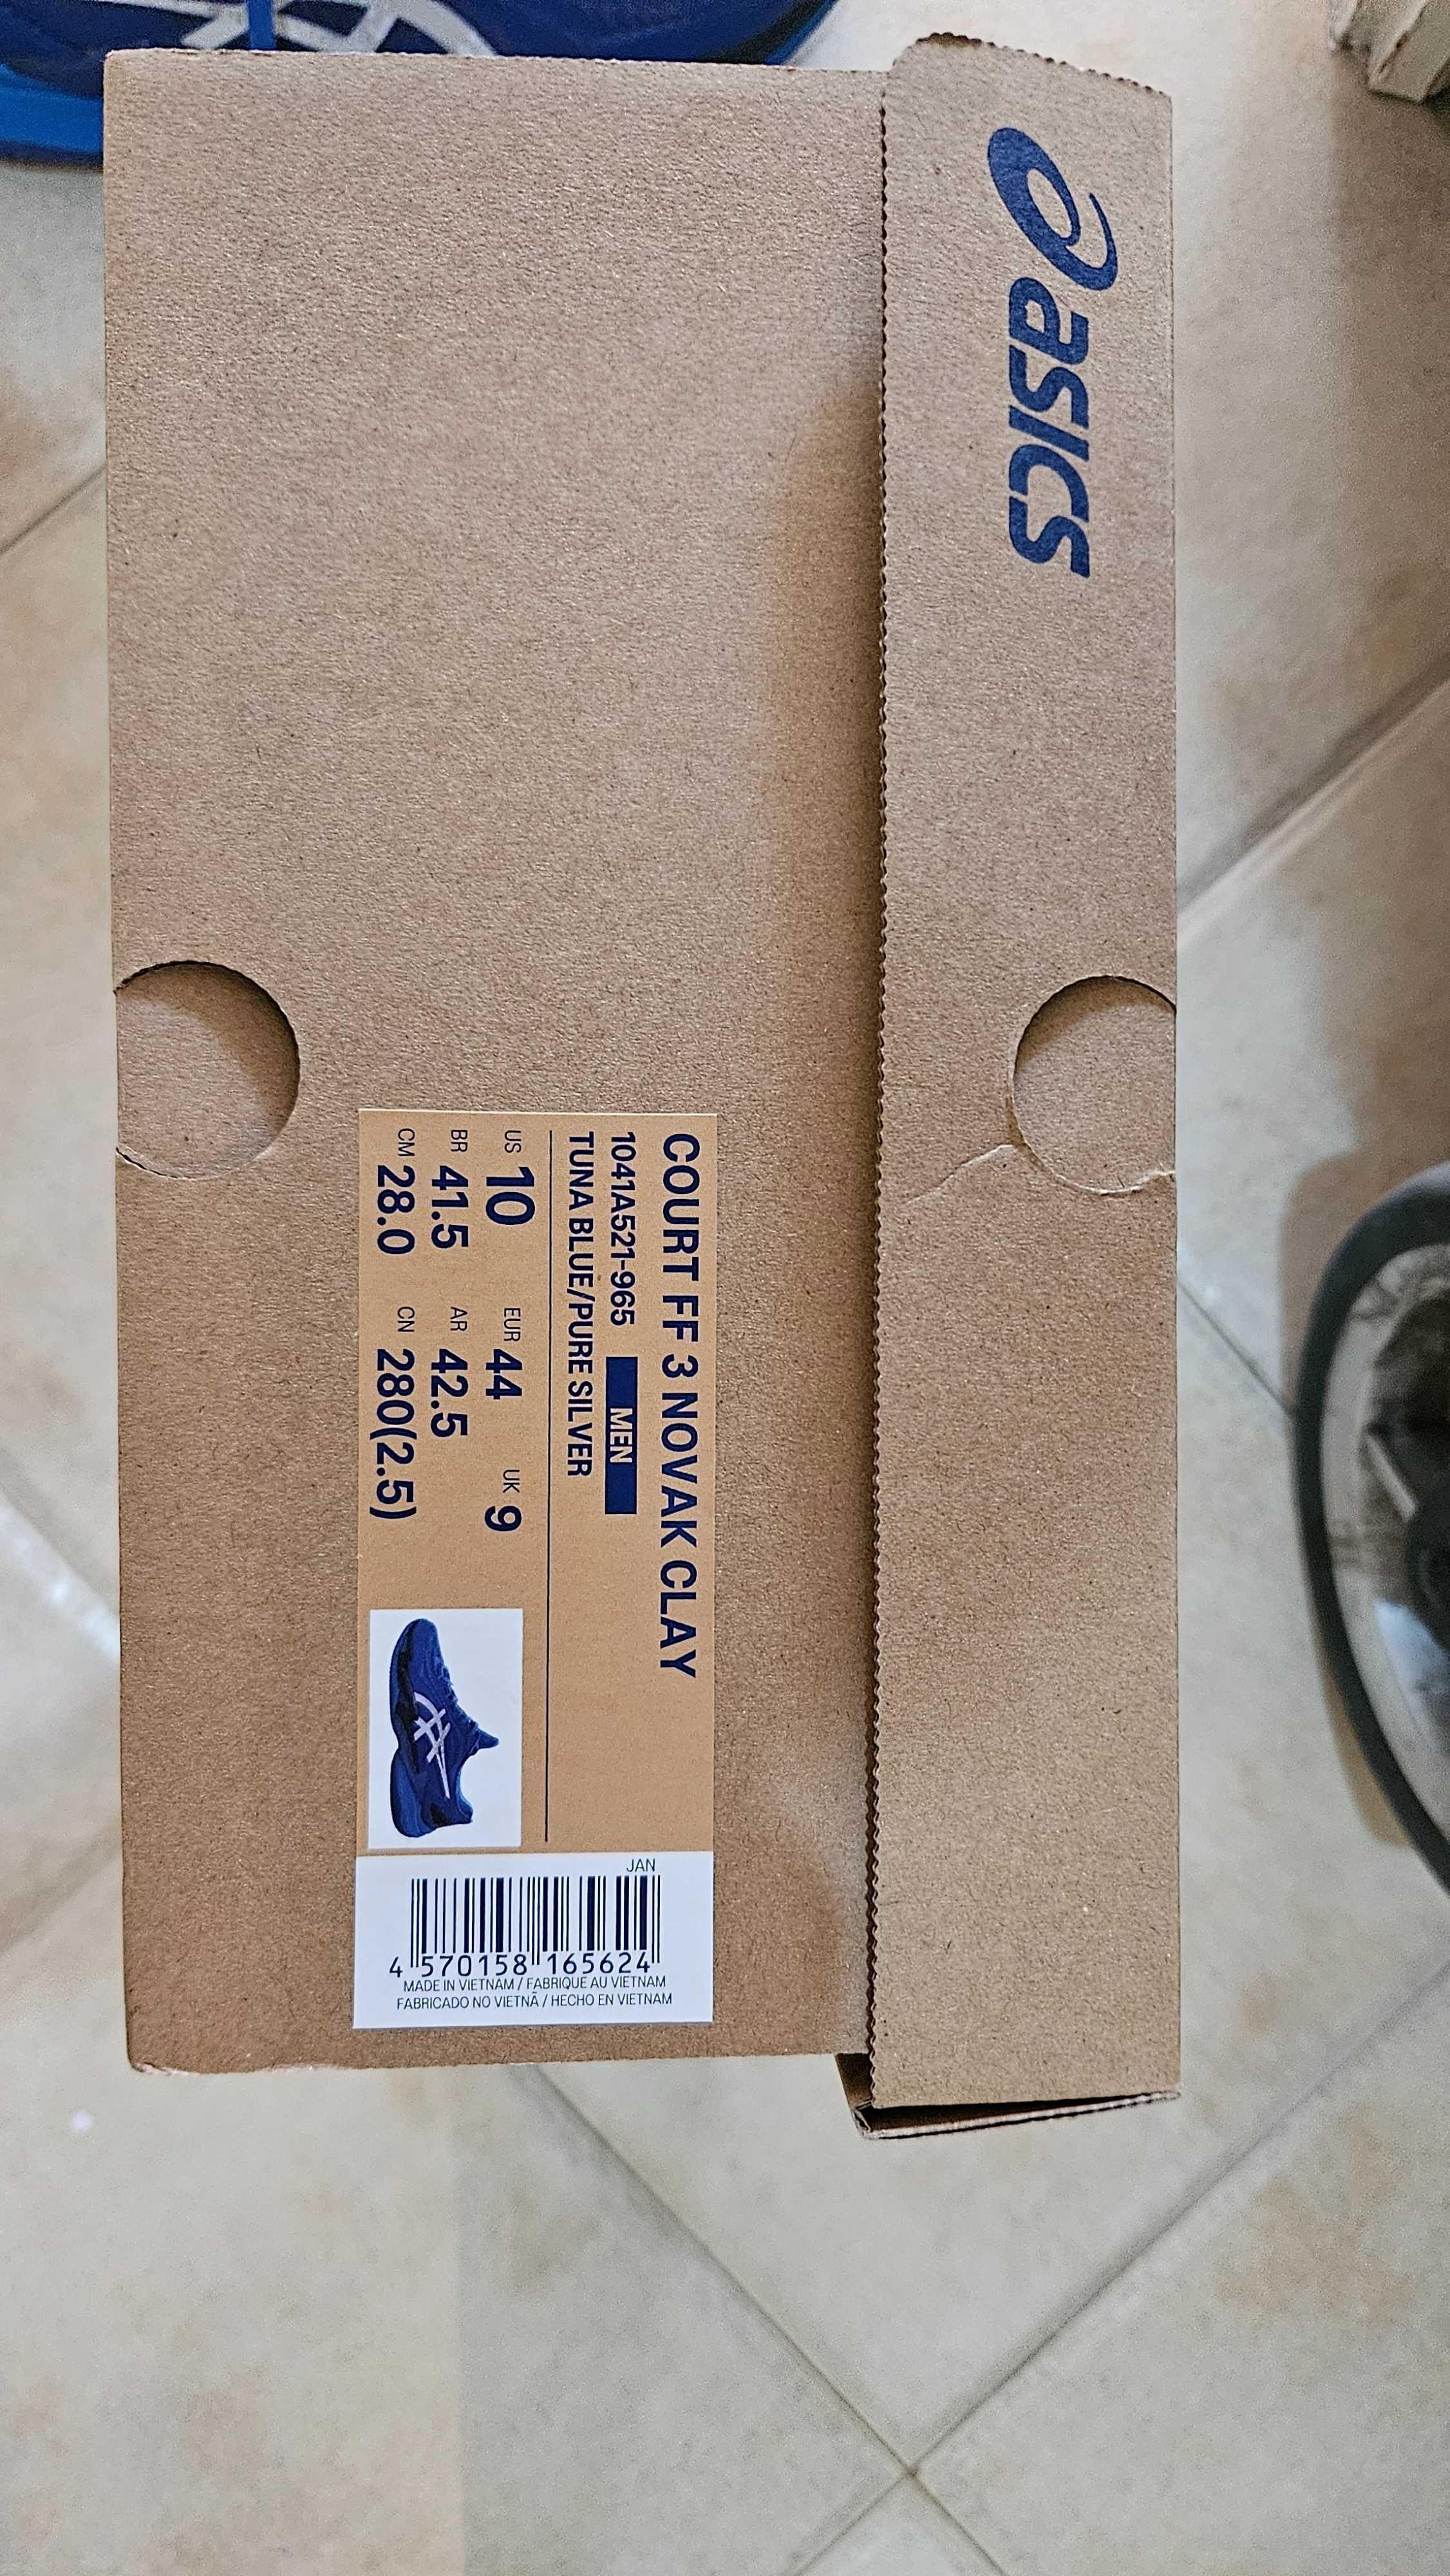 asics
COURT FF 3 NOVAK CLAY
1041A521-965 MEN
TUNA BLUE/PURE SILVER
US 10 EUR 44 UK 9
BR 41.5 AR 42.5
CM 28.0 CN 280(2.5)
JAN
4 570158 165624
MADE IN VIETNAM / FABRIQUE AU VIETNAM
FABRICADO NO VIETNÃ / HECHO EN VIETNAM